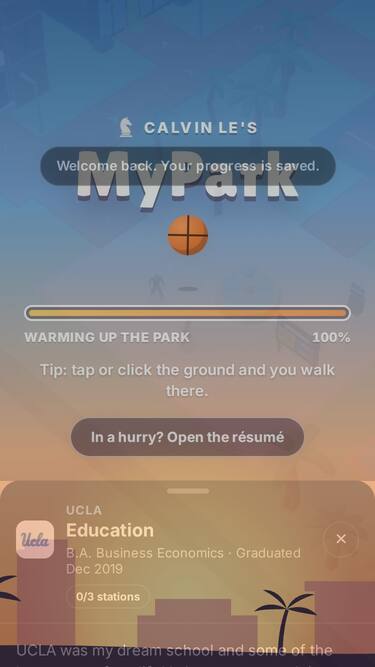 CALVIN LE'S
Welcome back. Your progress is saved.
MyPark
WARMING UP THE PARK
100%
Tip: tap or click the ground and you walk
there.
In a hurry? Open the résumé
UCLA
Ucla
Education
B.A. Business Economics · Graduated
Dec 2019
0/3 stations
UCLA was my dream school and some of the